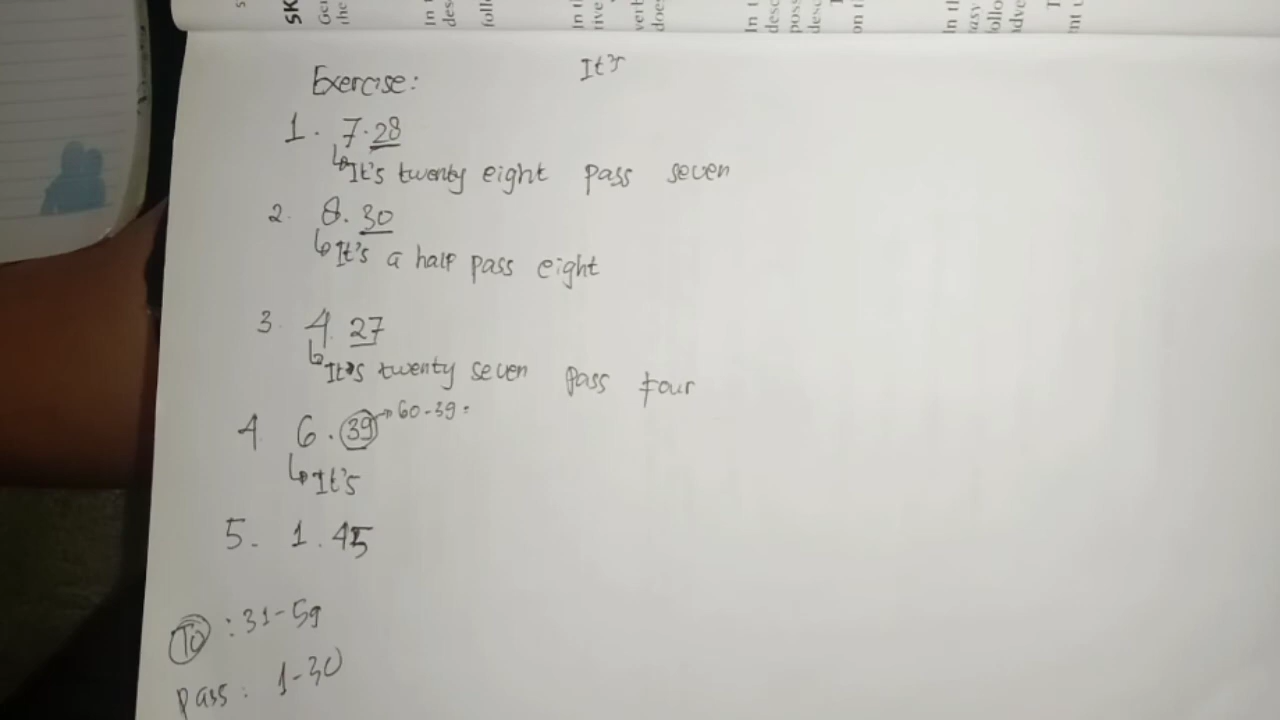 Exercise:
It's
1. 7.28
It's twenty eight pass seven
2. 8.30
It's a half pass eight
3. 4.27
It's twenty seven pass four
4 6.39 → 60-39=
It's
5. 1.45
To : 31-59
pass : 1-30